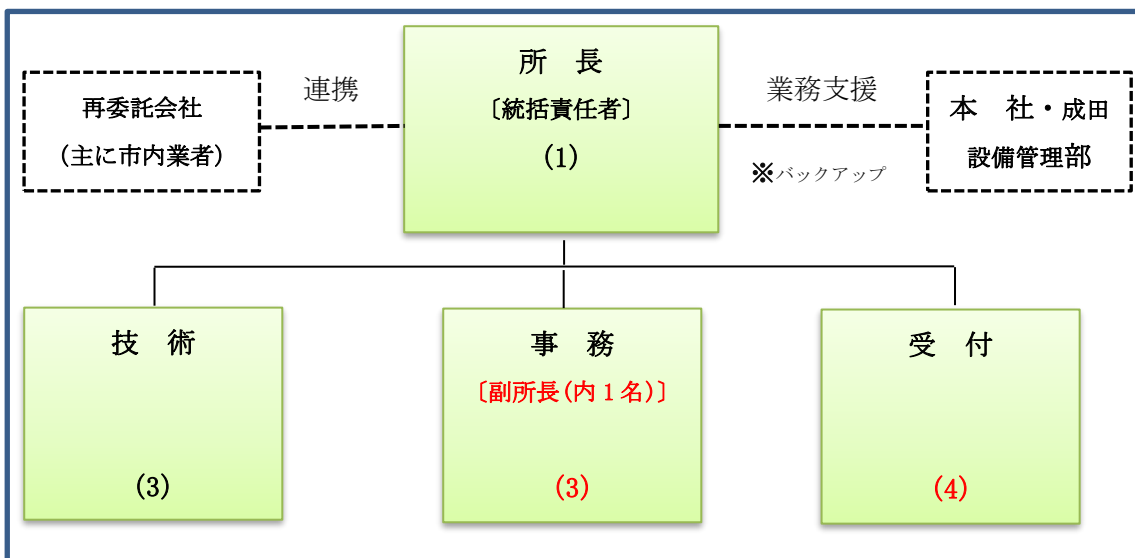 所　長
〔統括責任者〕
(1)
再委託会社
(主に市内業者)
連携
業務支援
※バックアップ
本　社・成田
設備管理部
技　術
(3)
事　務
〔副所長(内１名)〕
(3)
受　付
(4)